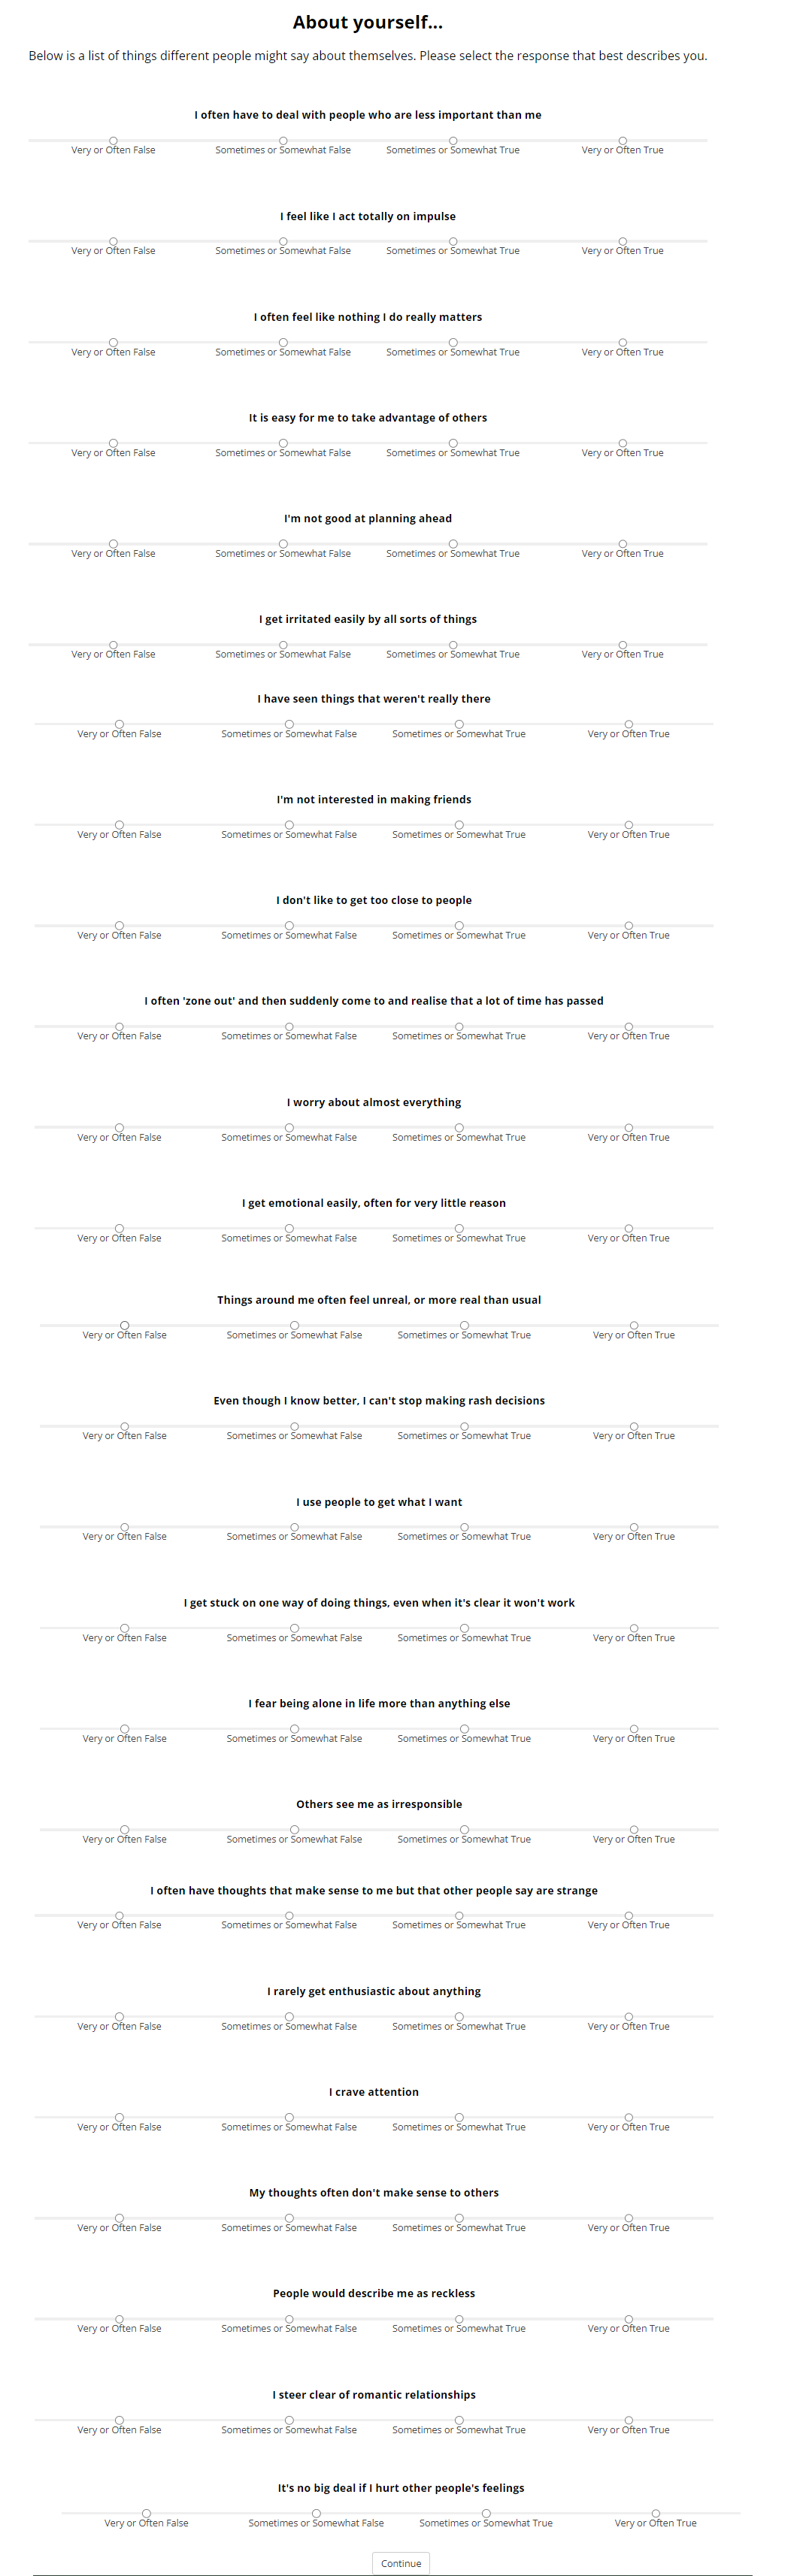 About yourself...
Below is a list of things different people might say about themselves. Please select the response that best describes you.
I often have to deal with people who are less important than me
Very or Often False Sometimes or Somewhat False Sometimes or Somewhat True Very or Often True
I feel like I act totally on impulse
Very or Often False Sometimes or Somewhat False Sometimes or Somewhat True Very or Often True
I often feel like nothing I do really matters
Very or Often False Sometimes or Somewhat False Sometimes or Somewhat True Very or Often True
It is easy for me to take advantage of others
Very or Often False Sometimes or Somewhat False Sometimes or Somewhat True Very or Often True
I'm not good at planning ahead
Very or Often False Sometimes or Somewhat False Sometimes or Somewhat True Very or Often True
I get irritated easily by all sorts of things
Very or Often False Sometimes or Somewhat False Sometimes or Somewhat True Very or Often True
I have seen things that weren't really there
Very or Often False Sometimes or Somewhat False Sometimes or Somewhat True Very or Often True
I'm not interested in making friends
Very or Often False Sometimes or Somewhat False Sometimes or Somewhat True Very or Often True
I don't like to get too close to people
Very or Often False Sometimes or Somewhat False Sometimes or Somewhat True Very or Often True
I often 'zone out' and then suddenly come to and realise that a lot of time has passed
Very or Often False Sometimes or Somewhat False Sometimes or Somewhat True Very or Often True
I worry about almost everything
Very or Often False Sometimes or Somewhat False Sometimes or Somewhat True Very or Often True
I get emotional easily, often for very little reason
Very or Often False Sometimes or Somewhat False Sometimes or Somewhat True Very or Often True
Things around me often feel unreal, or more real than usual
Very or Often False Sometimes or Somewhat False Sometimes or Somewhat True Very or Often True
Even though I know better, I can't stop making rash decisions
Very or Often False Sometimes or Somewhat False Sometimes or Somewhat True Very or Often True
I use people to get what I want
Very or Often False Sometimes or Somewhat False Sometimes or Somewhat True Very or Often True
I get stuck on one way of doing things, even when it's clear it won't work
Very or Often False Sometimes or Somewhat False Sometimes or Somewhat True Very or Often True
I fear being alone in life more than anything else
Very or Often False Sometimes or Somewhat False Sometimes or Somewhat True Very or Often True
Others see me as irresponsible
Very or Often False Sometimes or Somewhat False Sometimes or Somewhat True Very or Often True
I often have thoughts that make sense to me but that other people say are strange
Very or Often False Sometimes or Somewhat False Sometimes or Somewhat True Very or Often True
I rarely get enthusiastic about anything
Very or Often False Sometimes or Somewhat False Sometimes or Somewhat True Very or Often True
I crave attention
Very or Often False Sometimes or Somewhat False Sometimes or Somewhat True Very or Often True
My thoughts often don't make sense to others
Very or Often False Sometimes or Somewhat False Sometimes or Somewhat True Very or Often True
People would describe me as reckless
Very or Often False Sometimes or Somewhat False Sometimes or Somewhat True Very or Often True
I steer clear of romantic relationships
Very or Often False Sometimes or Somewhat False Sometimes or Somewhat True Very or Often True
It's no big deal if I hurt other people's feelings
Very or Often False Sometimes or Somewhat False Sometimes or Somewhat True Very or Often True
Continue